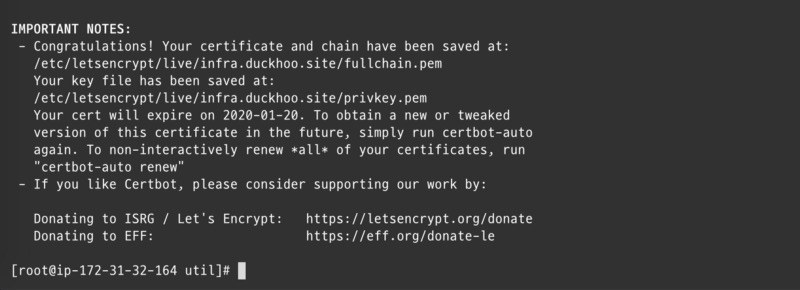 IMPORTANT NOTES:
- Congratulations! Your certificate and chain have been saved at:
/etc/letsencrypt/live/infra.duckhoo.site/fullchain.pem
Your key file has been saved at:
/etc/letsencrypt/live/infra.duckhoo.site/privkey.pem
Your cert will expire on 2020-01-20. To obtain a new or tweaked
version of this certificate in the future, simply run certbot-auto
again. To non-interactively renew *all* of your certificates, run
"certbot-auto renew"
- If you like Certbot, please consider supporting our work by:
Donating to ISRG / Let's Encrypt:   https://letsencrypt.org/donate
Donating to EFF:                    https://eff.org/donate-le
[root@ip-172-31-32-164 util]#